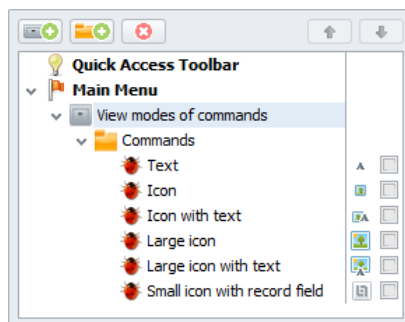 Quick Access Toolbar
Main Menu
View modes of commands
Commands
Text
A
Icon
Icon with text
A
Large icon
Large icon with text
A
Small icon with record field